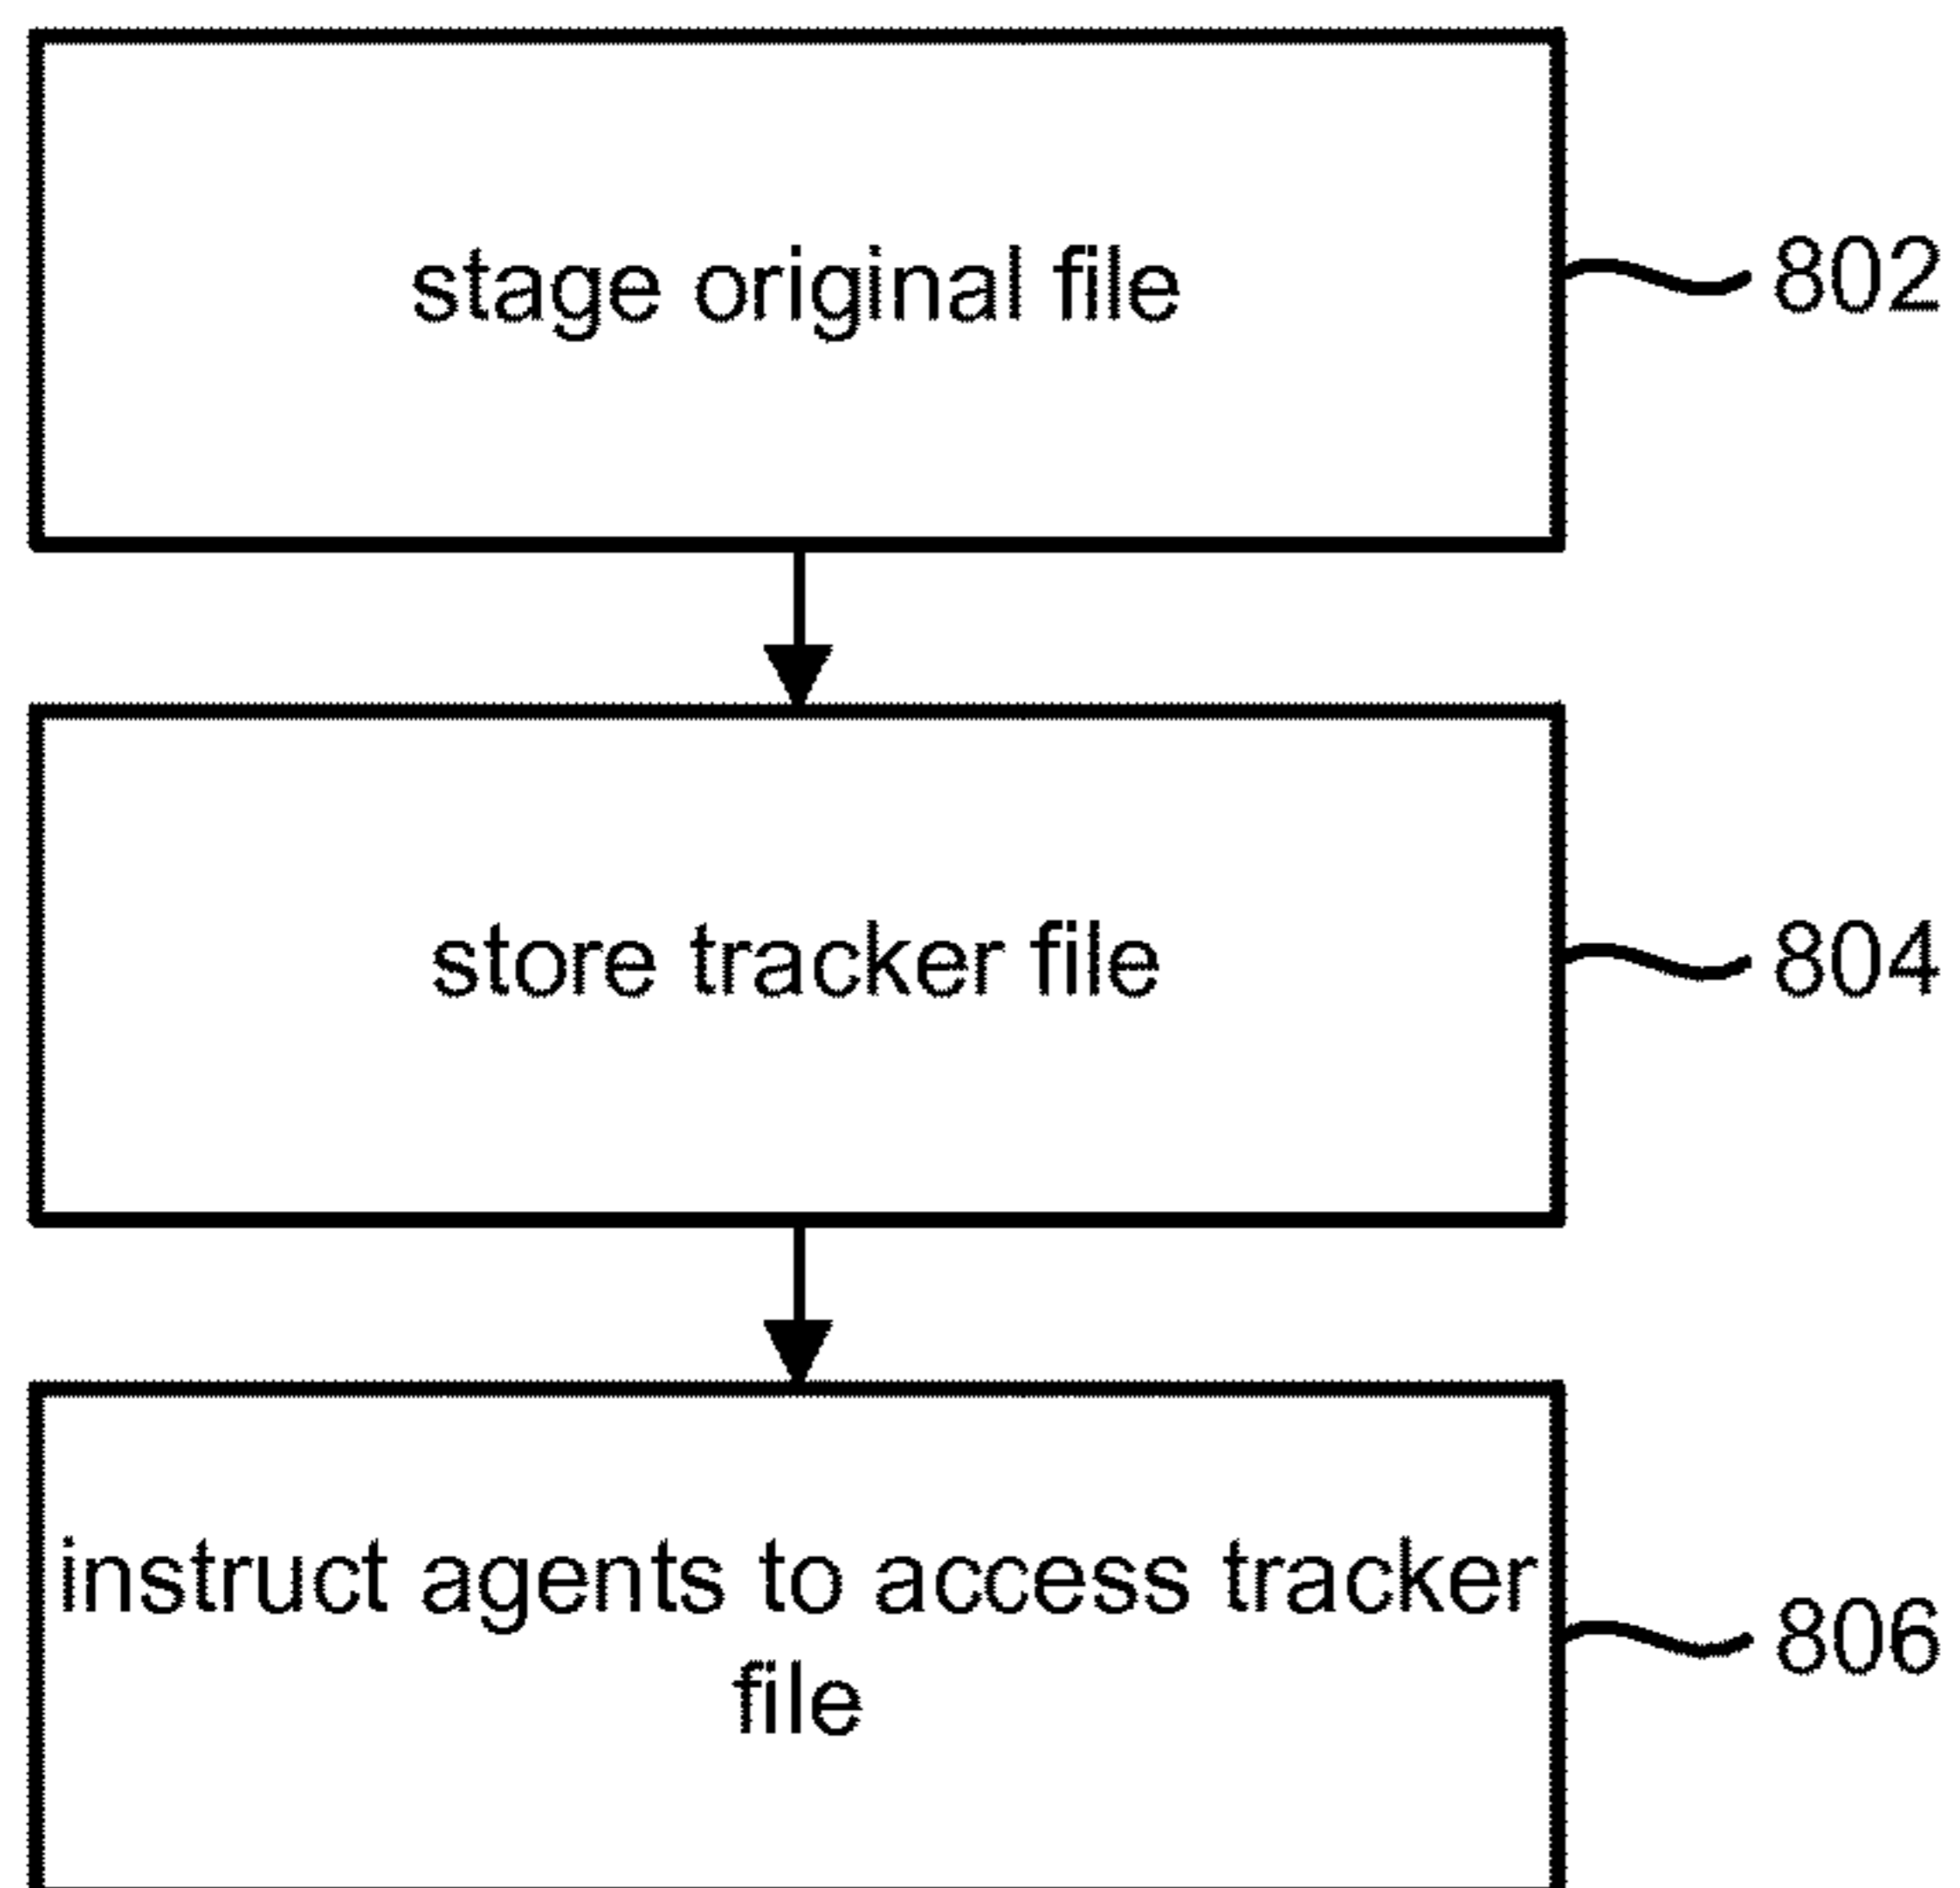 stage original file
802
store tracker file
804
instruct agents to access tracker
file
806